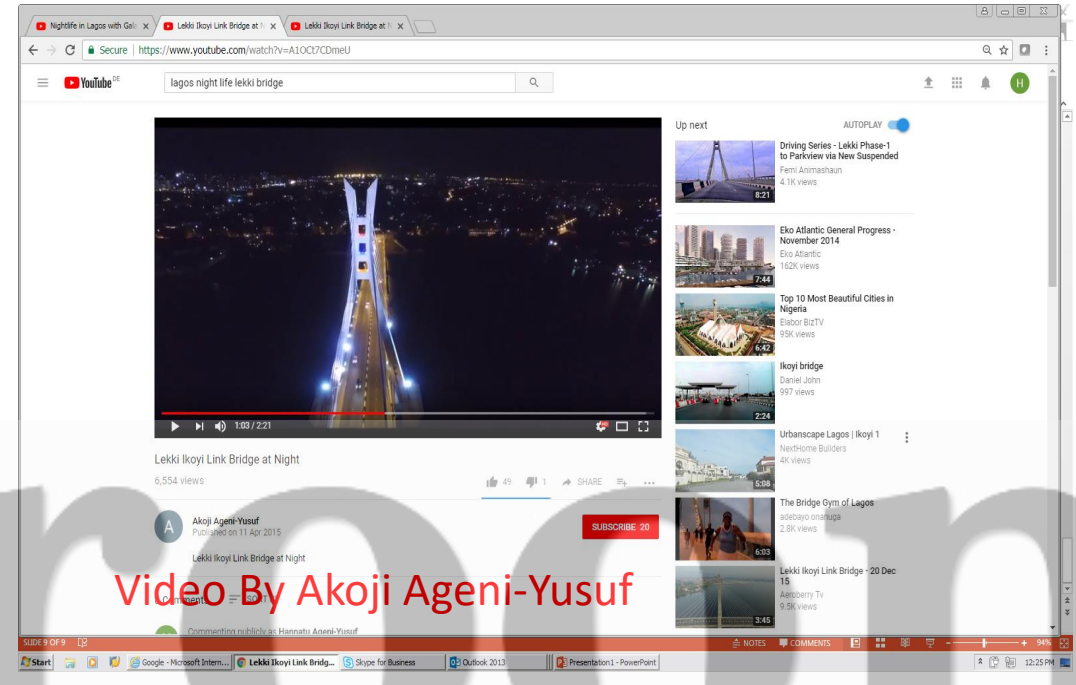 Nightlife in Lagos with Gab
Lekki Ikoyi Link Bridge at N
Lekki Ikoyi Link Bridge at N
Secure | https://www.youtube.com/watch?v=A1OCt7CDmeU
YouTube DE
lagos night life lekki bridge
H
1:03 / 2:21
HD
Lekki Ikoyi Link Bridge at Night
6,554 views
49
1
SHARE
A
Akoji Ageni-Yusuf
Published on 11 Apr 2015
SUBSCRIBE 20
Lekki Ikoyi Link Bridge at Night
Video By Akoji Ageni-Yusuf
Comments
SORT
Commenting publicly as Hannatu Ageni-Yusuf
Up next
AUTOPLAY
Driving Series - Lekki Phase-1
to Parkview via New Suspended
Femi Animashaun
4.1K views
8:21
Eko Atlantic General Progress -
November 2014
Eko Atlantic
162K views
7:44
Top 10 Most Beautiful Cities in
Nigeria
Elabor BizTV
95K views
6:42
Ikoyi bridge
Daniel John
997 views
2:24
Urbanscape Lagos | Ikoyi 1
NextHome Builders
4K views
5:08
The Bridge Gym of Lagos
adebayo onanuga
2.8K views
6:03
Lekki Ikoyi Link Bridge - 20 Dec
15
Aeroberry Tv
9.5K views
3:45
room
SLIDE 9 OF 9
NOTES
COMMENTS
94%
Start
Google - Microsoft Intern...
Lekki Ikoyi Link Bridg...
Skype for Business
Outlook 2013
Presentation1 - PowerPoint
12:25 PM